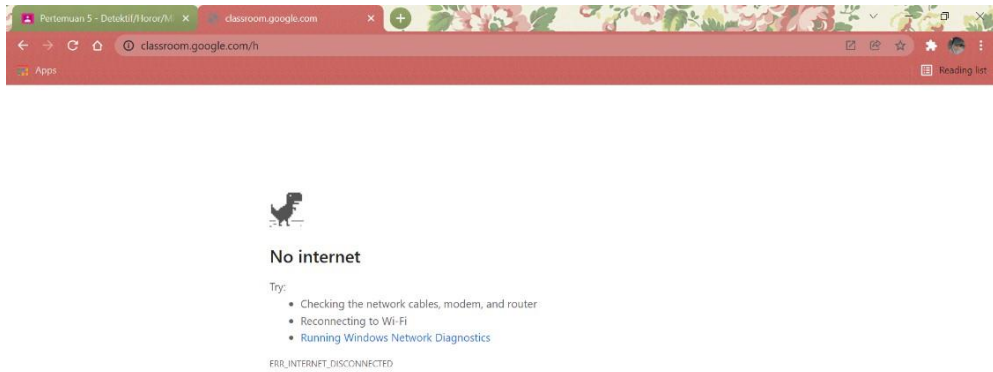 Pertemuan 5 - Detektif/Horor/M
classroom.google.com
classroom.google.com/h
Apps
Reading list
No internet
Try:
• Checking the network cables, modem, and router
• Reconnecting to Wi-Fi
• Running Windows Network Diagnostics
ERR_INTERNET_DISCONNECTED